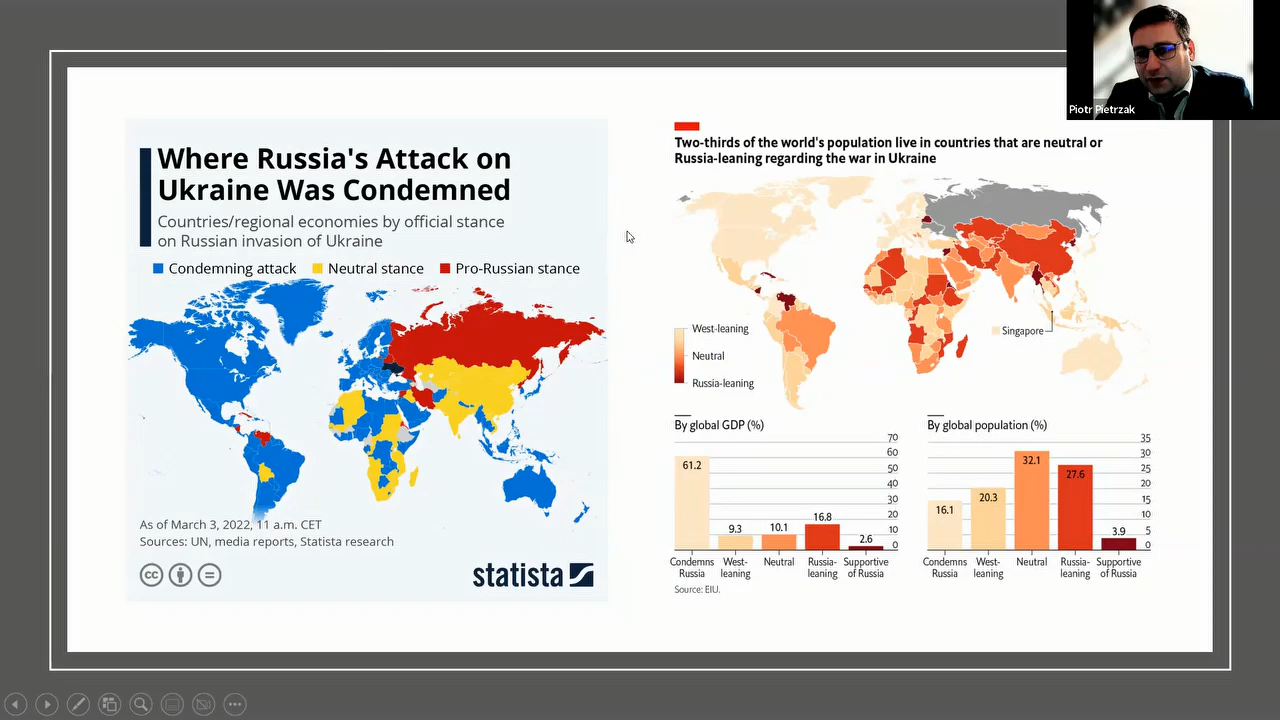 Piotr Pietrzak
Where Russia's Attack on
Ukraine Was Condemned
Countries/regional economies by official stance
on Russian invasion of Ukraine
Condemning attack
Neutral stance
Pro-Russian stance
As of March 3, 2022, 11 a.m. CET
Sources: UN, media reports, Statista research
cc
statista
Two-thirds of the world's population live in countries that are neutral or
Russia-leaning regarding the war in Ukraine
West-leaning
Neutral
Russia-leaning
Singapore
By global GDP (%)
70
60
50
40
30
20
10
0
61.2
9.3
10.1
16.8
2.6
Condemns
Russia
West-
leaning
Neutral
Russia-
leaning
Supportive
of Russia
Source: EIU.
By global population (%)
35
30
25
20
15
10
5
0
16.1
20.3
32.1
27.6
3.9
Condemns
Russia
West-
leaning
Neutral
Russia-
leaning
Supportive
of Russia